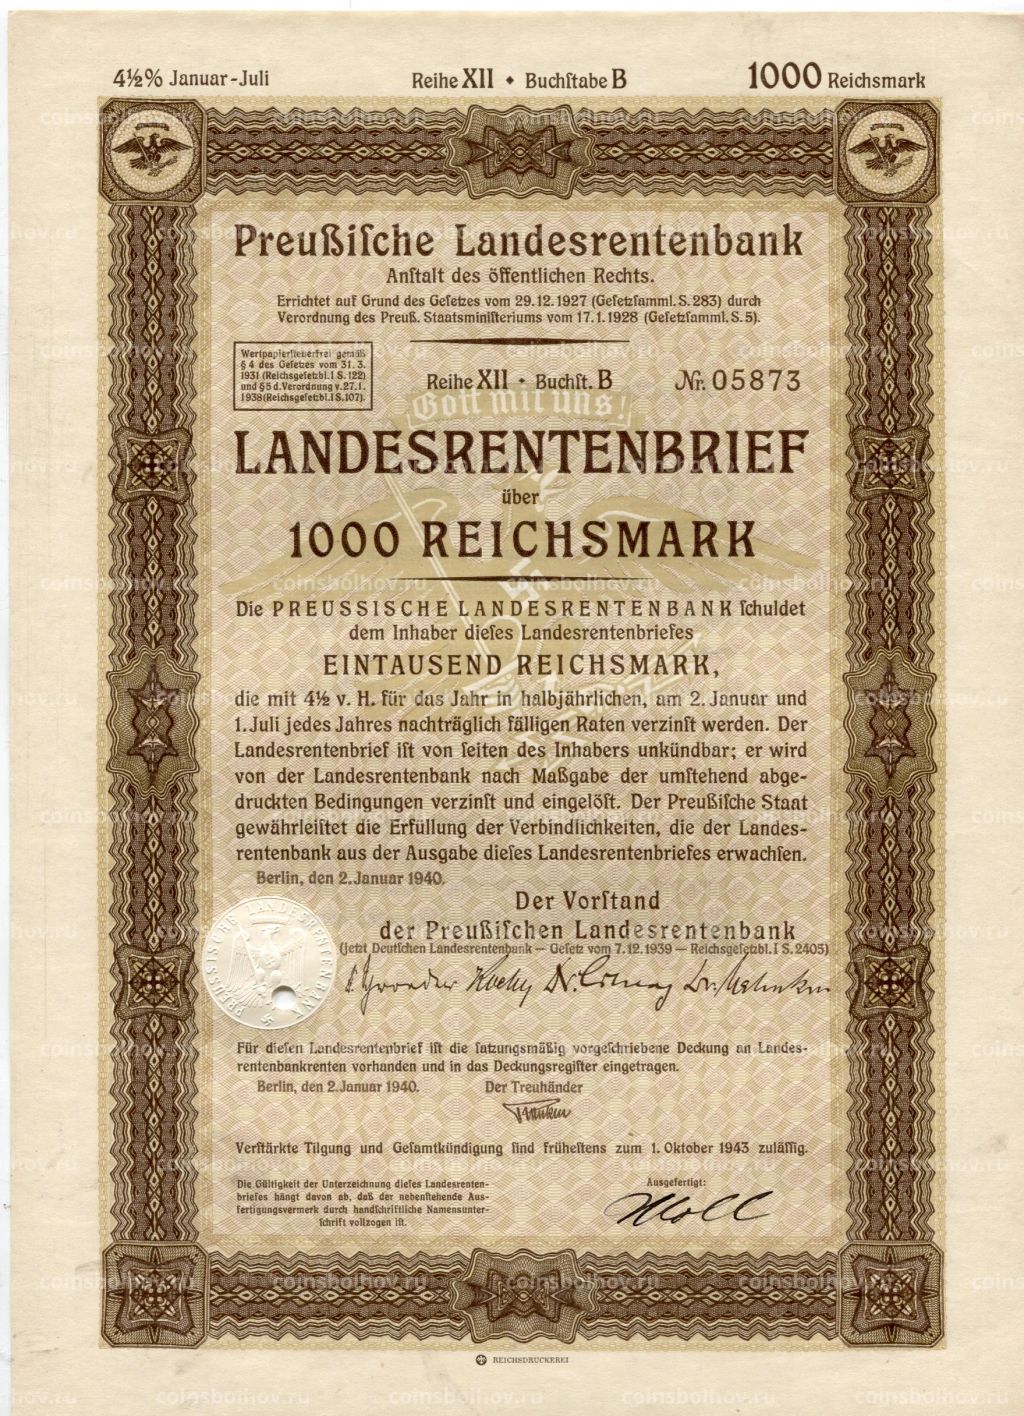 4½% Januar-Juli
Reihe XII • Buchſtabe B
1000 Reichsmark
Preußiſche Landesrentenbank
Anſtalt des öffentlichen Rechts.
Errichtet auf Grund des Geſetzes vom 29.12.1927 (Geſetzſamml. S. 283) durch
Verordnung des Preuß. Staatsminiſteriums vom 17.1.1928 (Geſetzſamml. S. 5).
Wertpapierſteuerfrei gemäß
§ 4 des Geſetzes vom 31. 3.
1931 (Reichsgeſetzbl. I S. 122)
und § 5 d. Verordnung v. 27. 1.
1938 (Reichsgeſetzbl. I S. 107).
Reihe XII • Buchſt. B
Nr. 05873
Gott mit uns!
LANDESRENTENBRIEF
über
1000 REICHSMARK
Die PREUSSISCHE LANDESRENTENBANK ſchuldet
dem Inhaber dieſes Landesrentenbriefes
EINTAUSEND REICHSMARK,
die mit 4½ v. H. für das Jahr in halbjährlichen, am 2. Januar und
1. Juli jedes Jahres nachträglich fälligen Raten verzinſt werden. Der
Landesrentenbrief iſt von ſeiten des Inhabers unkündbar; er wird
von der Landesrentenbank nach Maßgabe der umſtehend abge-
druckten Bedingungen verzinſt und eingelöſt. Der Preußiſche Staat
gewährleiſtet die Erfüllung der Verbindlichkeiten, die der Landes-
rentenbank aus der Ausgabe dieſes Landesrentenbriefes erwachſen.
Berlin, den 2. Januar 1940.
Der Vorſtand
der Preußiſchen Landesrentenbank
(jetzt Deutſchen Landesrentenbank — Geſetz vom 7.12.1939 — Reichsgeſetzbl. I S. 2405)
PREUSSISCHE LANDESRENTENBANK
Für dieſen Landesrentenbrief iſt die ſatzungsmäßig vorgeſchriebene Deckung an Landes-
rentenbankrenten vorhanden und in das Deckungsregiſter eingetragen.
Berlin, den 2. Januar 1940.
Der Treuhänder
Verſtärkte Tilgung und Geſamtkündigung ſind früheſtens zum 1. Oktober 1943 zuläſſig.
Die Gültigkeit der Unterzeichnung dieſes Landesrenten-
briefes hängt davon ab, daß der nebenſtehende Aus-
fertigungsvermerk durch handſchriftliche Namensunter-
ſchrift vollzogen iſt.
Ausgefertigt:
Moll
REICHSDRUCKEREI
coinsbolhov.ru